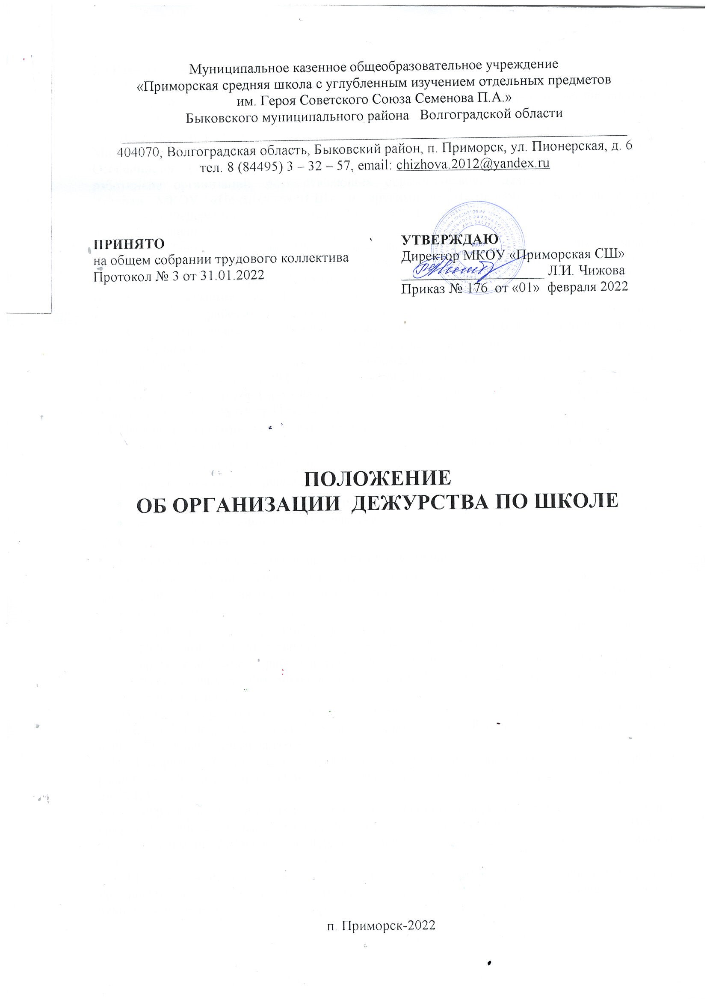 Муниципальное казенное общеобразовательное учреждение
«Приморская средняя школа с углубленным изучением отдельных предметов
им. Героя Советского Союза Семенова П.А.»
Быковского муниципального района Волгоградской области
404070, Волгоградская область, Быковский район, п. Приморск, ул. Пионерская, д. 6
тел. 8 (84495) 3 – 32 – 57, email: chizhova.2012@yandex.ru
ПРИНЯТО
на общем собрании трудового коллектива
Протокол № 3 от 31.01.2022
УТВЕРЖДАЮ
Директор МКОУ «Приморская СШ»
Л.И. Чижова
Приказ № 176 от «01» февраля 2022
ПОЛОЖЕНИЕ
ОБ ОРГАНИЗАЦИИ ДЕЖУРСТВА ПО ШКОЛЕ
п. Приморск-2022